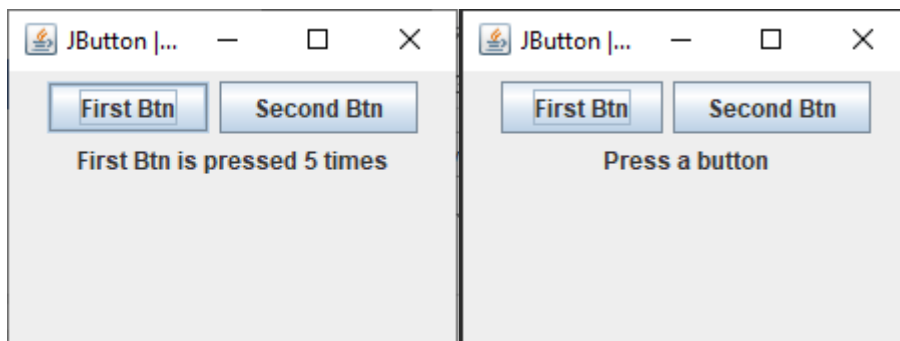 JButton |...
First Btn
Second Btn
First Btn is pressed 5 times
JButton |...
First Btn
Second Btn
Press a button